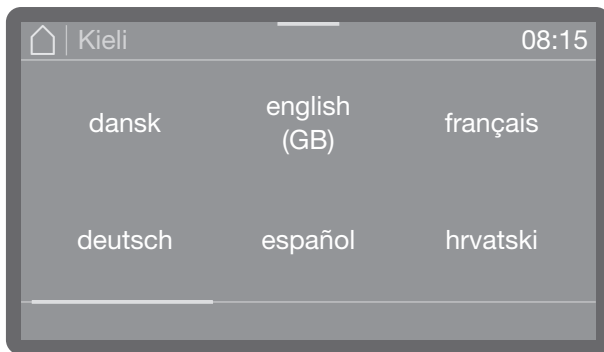 Kieli 08:15
dansk
english
(GB)
français
deutsch
español
hrvatski